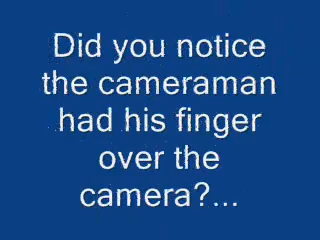 Did you notice
the cameraman
had his finger
over the
camera?...